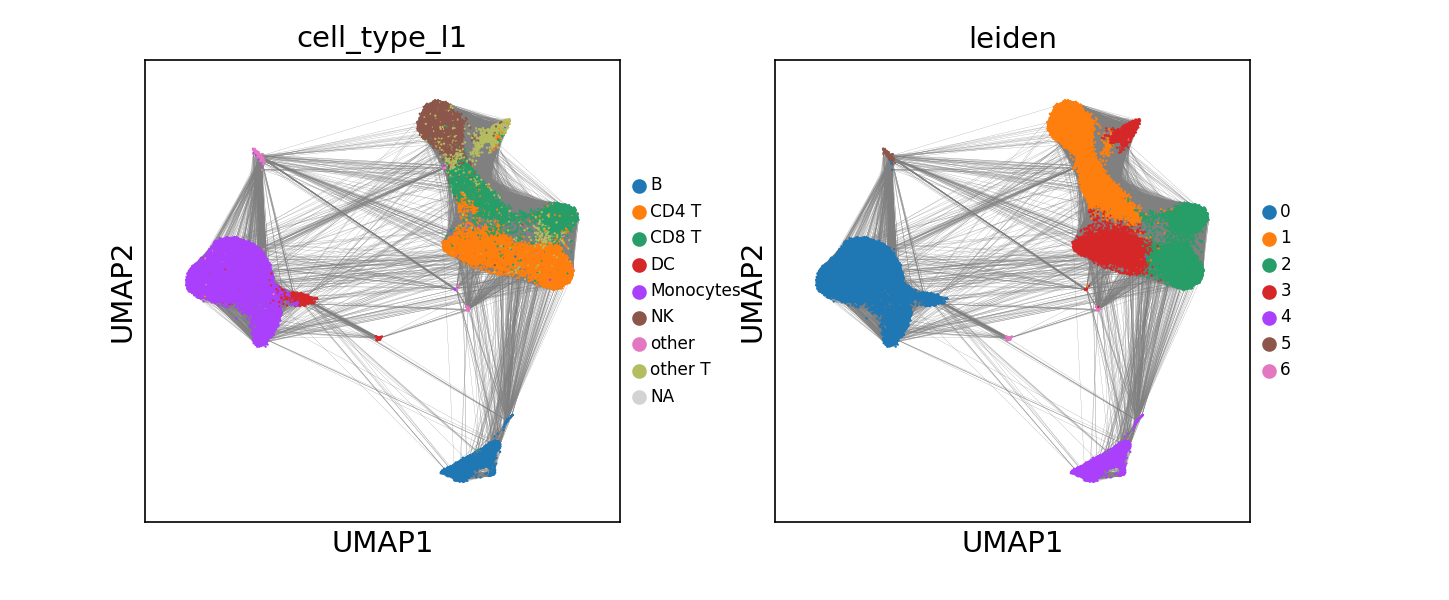 cell_type_l1
UMAP2
UMAP1
B
CD4 T
CD8 T
DC
Monocytes
NK
other
other T
NA
leiden
UMAP2
UMAP1
0
1
2
3
4
5
6